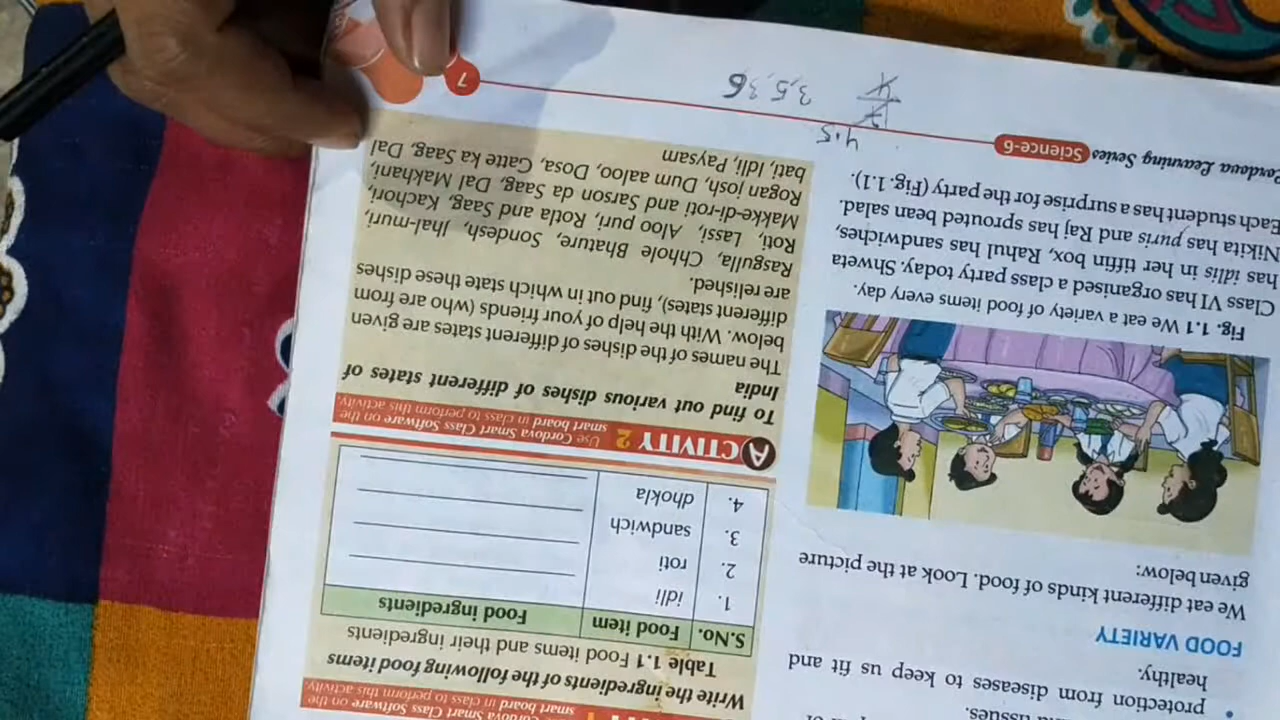 tissues.
protection from diseases to keep us fit and
healthy.
FOOD VARIETY
We eat different kinds of food. Look at the picture
given below:
Fig. 1.1 We eat a variety of food items every day.
Class VI has organised a class party today. Shweta
has idlis in her tiffin box, Rahul has sandwiches,
Nikita has puris and Raj has sprouted bean salad.
Each student has a surprise for the party (Fig. 1.1).
Cordova Learning Series Science-6
smart board in class to perform this activity.
Write the ingredients of the following food items
Table 1.1 Food items and their ingredients
S.No. Food item Food ingredients
1. idli
2. roti
3. sandwich
4. dhokla
ACTIVITY 2 Use Cordova Smart Class Software on the
smart board in class to perform this activity.
To find out various dishes of different states of
India
The names of the dishes of different states are given
below. With the help of your friends (who are from
different states), find out in which state these dishes
are relished.
Rasgulla, Chhole Bhature, Sondesh, Jhal-muri,
Roti, Lassi, Aloo puri, Rotla and Saag, Kachori,
Makke-di-roti and Sarson da Saag, Dal Makhani,
Rogan josh, Dum aaloo, Dosa, Gatte ka Saag, Dal
bati, Idli, Paysam
7
4.5
3,5,36